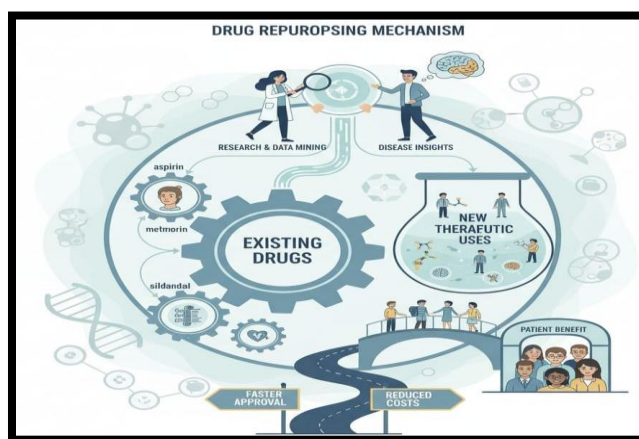 DRUG REPUROPSING MECHANISM
RESEARCH & DATA MINING
DISEASE INSIGHTS
aspirin
metmorin
sildandal
EXISTING
DRUGS
NEW
THERAFUTIC
USES
PATIENT BENEFIT
FASTER
APPROVAL
REDUCED
COSTS